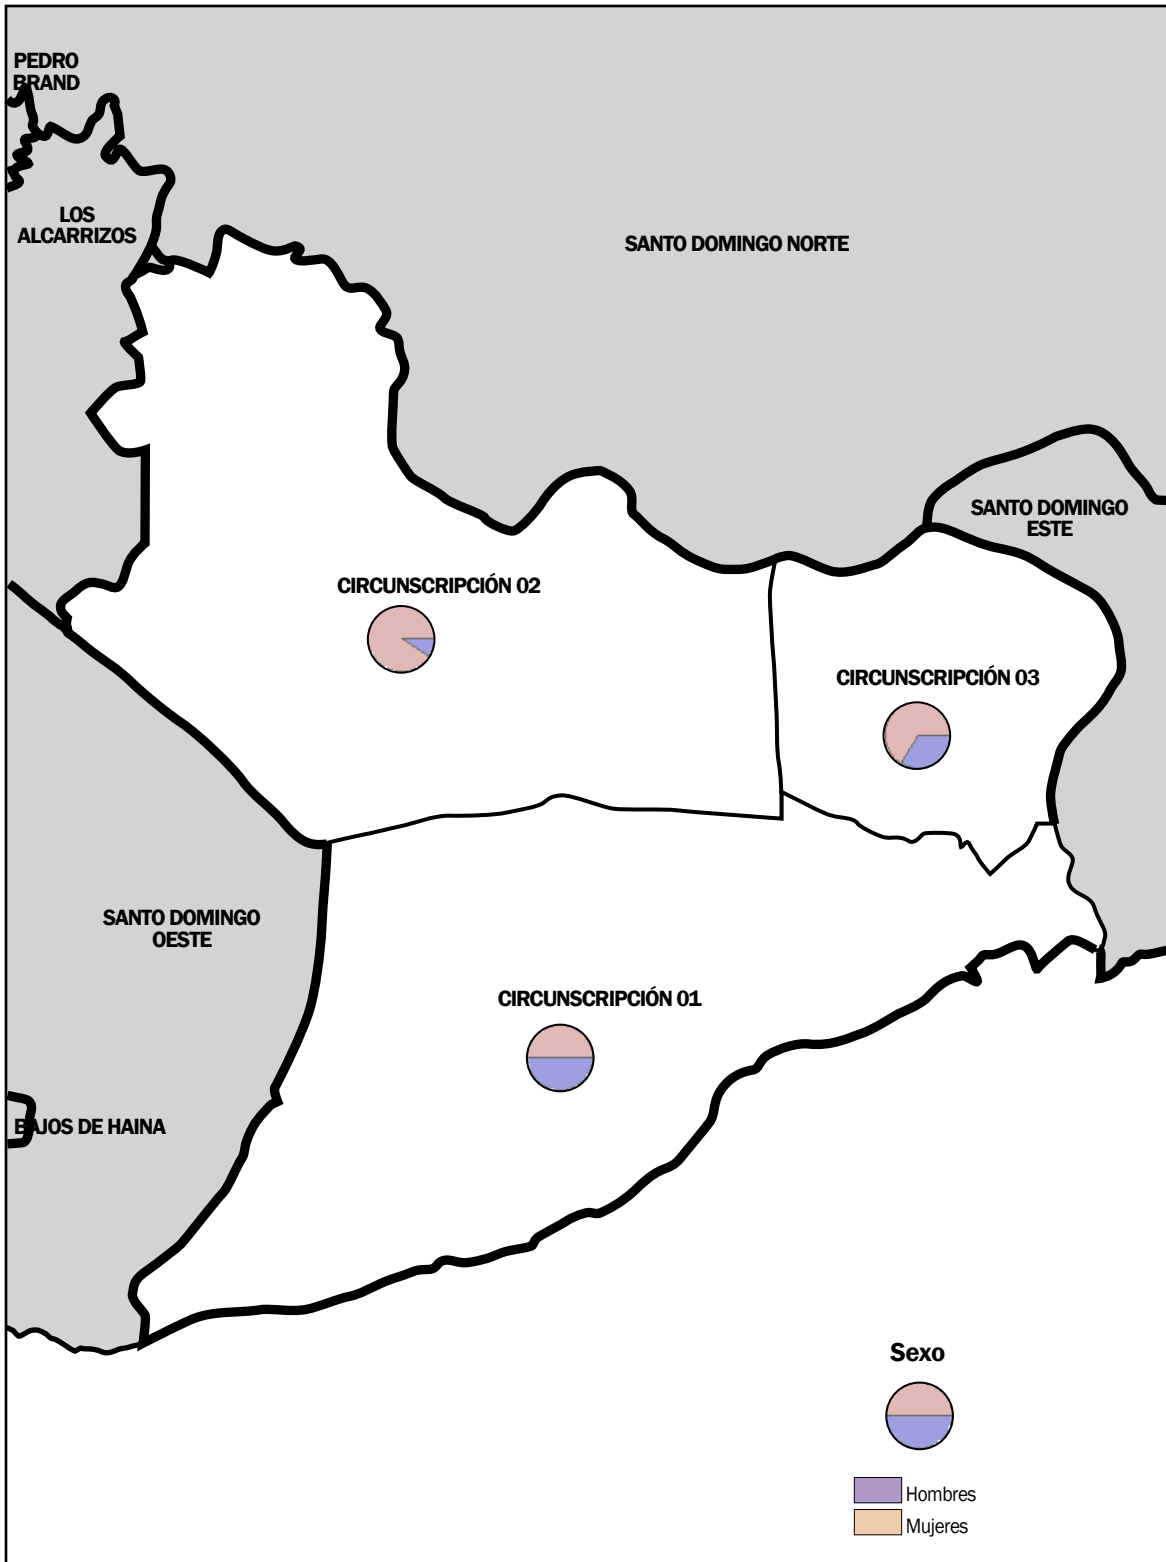 PEDRO
BRAND
LOS
ALCARRIZOS
SANTO DOMINGO NORTE
SANTO DOMINGO
ESTE
CIRCUNSCRIPCIÓN 02
CIRCUNSCRIPCIÓN 03
SANTO DOMINGO
OESTE
CIRCUNSCRIPCIÓN 01
BAJOS DE HAINA
Sexo
Hombres
Mujeres